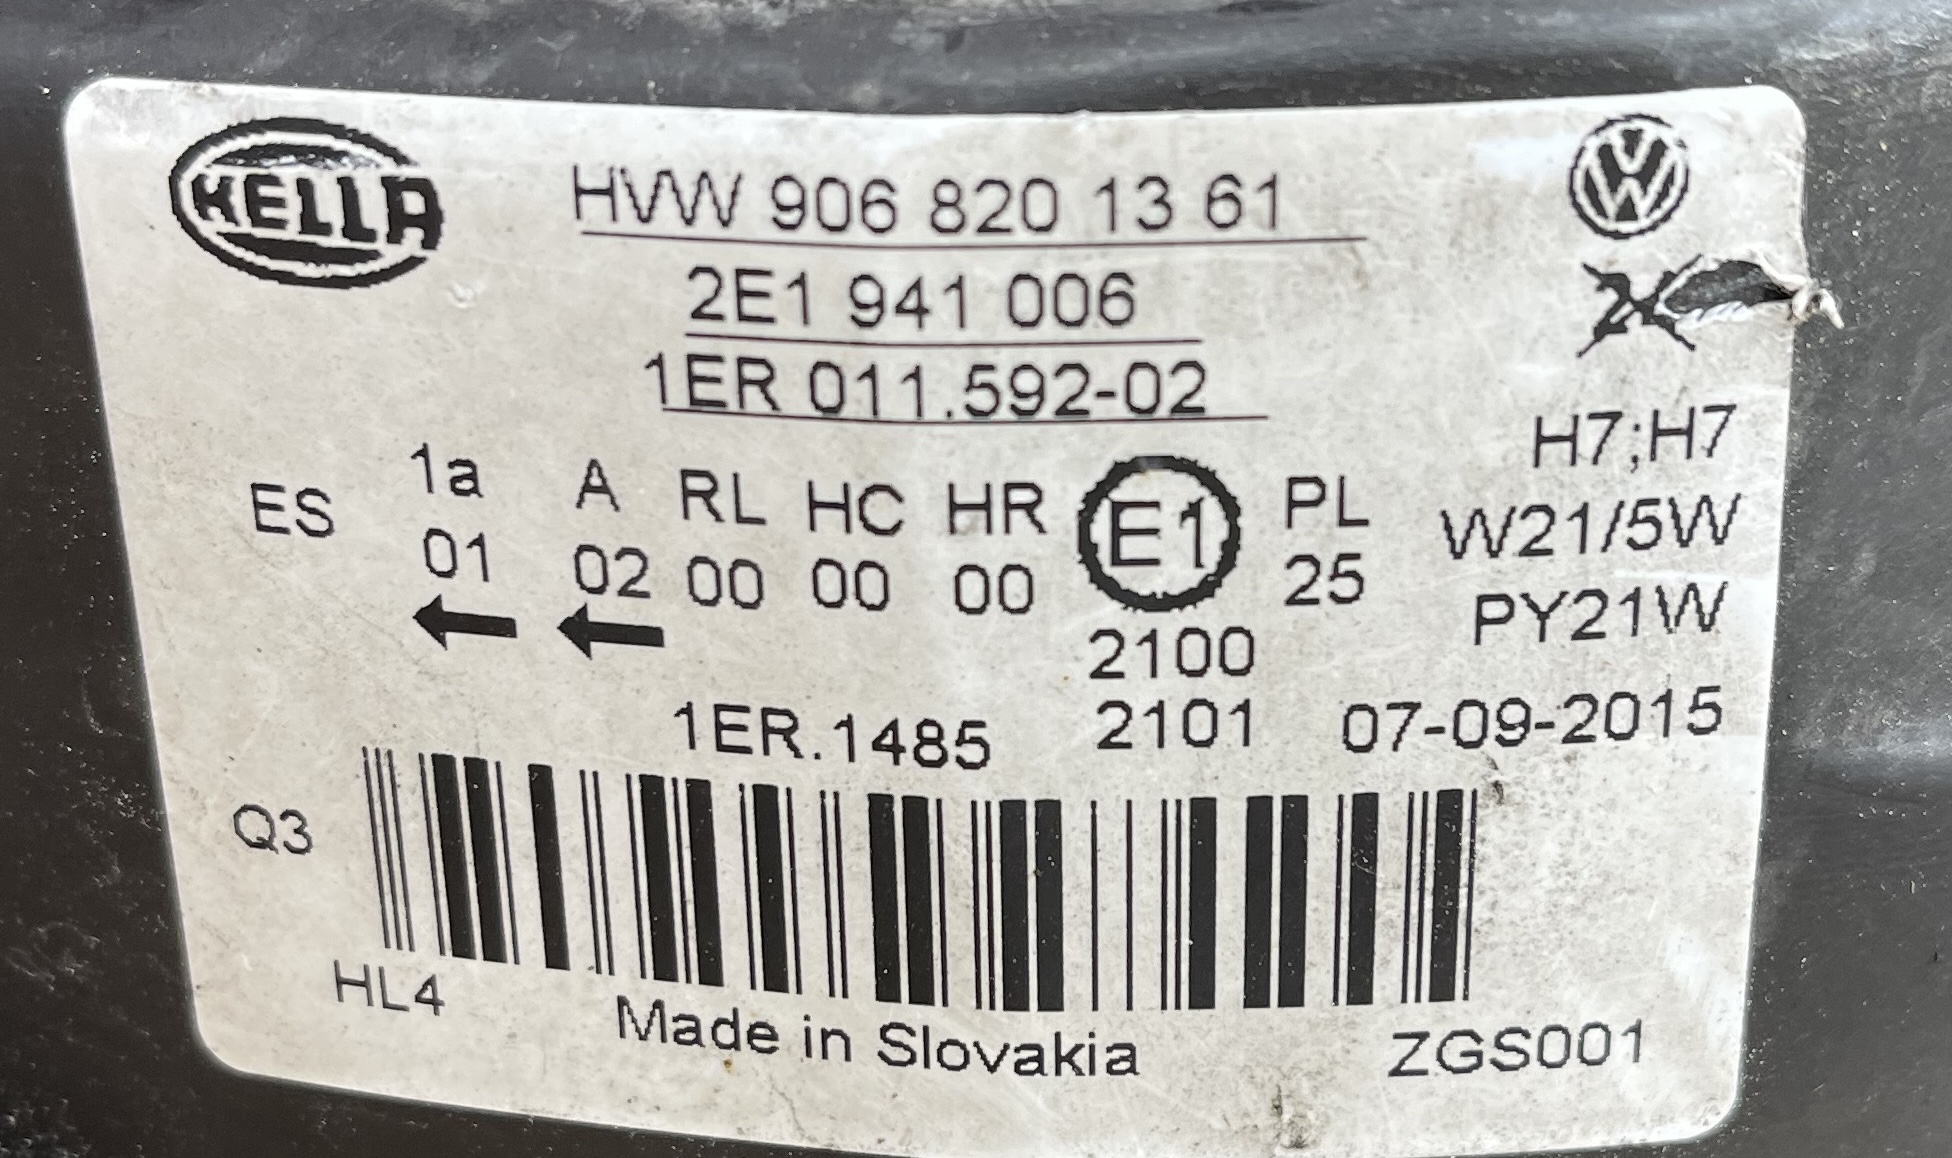 HELLA
HVW 906 820 13 61
2E1 941 006
1ER 011.592-02
H7;H7
ES 1a A RL HC HR E1 PL W21/5W
01 02 00 00 00 25 PY21W
2100
1ER.1485 2101 07-09-2015
Q3
HL4
Made in Slovakia ZGS001